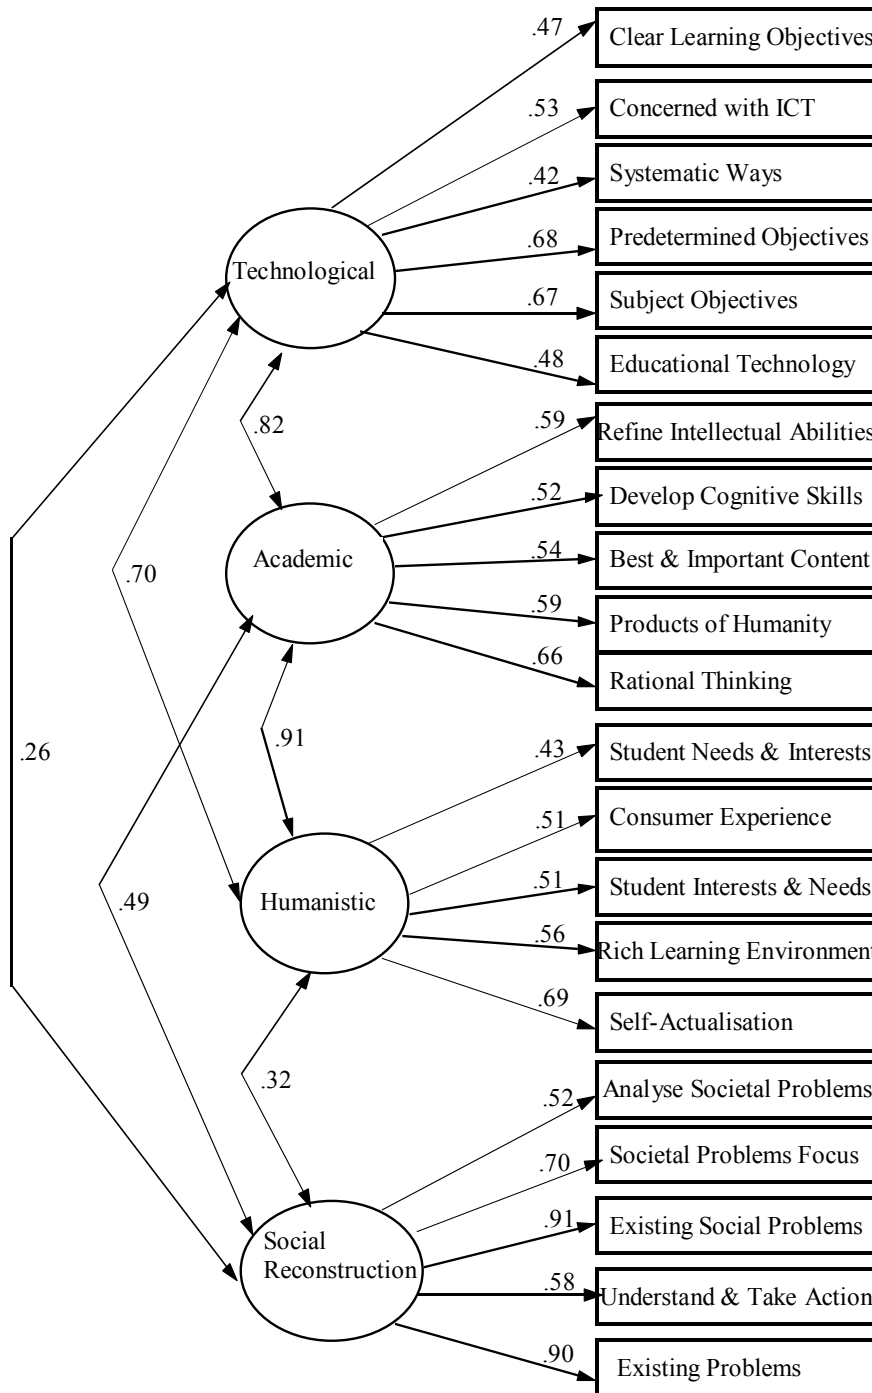 .47
Clear Learning Objectives
.53
Concerned with ICT
.42
Systematic Ways
.68
Predetermined Objectives
Technological
.67
Subject Objectives
.48
Educational Technology
.82
.59
Refine Intellectual Abilities
.52
Develop Cognitive Skills
Academic
.54
Best & Important Content
.70
.59
Products of Humanity
.66
Rational Thinking
.26
.91
.43
Student Needs & Interests
.51
Consumer Experience
.49
Humanistic
.51
Student Interests & Needs
.56
Rich Learning Environment
.69
Self-Actualisation
.32
.52
Analyse Societal Problems
.70
Societal Problems Focus
.91
Existing Social Problems
Social
Reconstruction
.58
Understand & Take Action
.90
Existing Problems